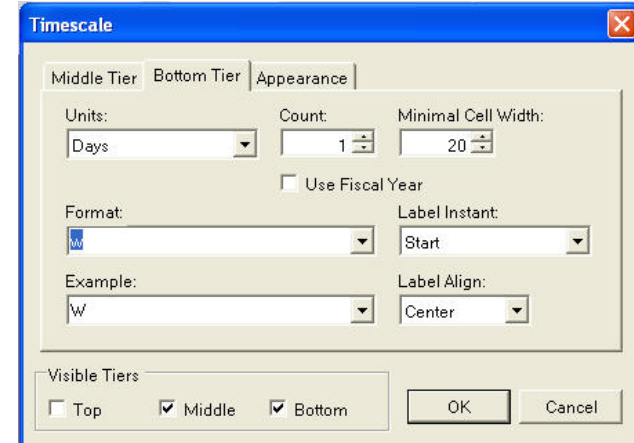 Timescale
Middle Tier Bottom Tier Appearance
Units: Count: Minimal Cell Width:
Days 1 20
Use Fiscal Year
Format: Label Instant:
w Start
Example: Label Align:
W Center
Visible Tiers
Top Middle Bottom OK Cancel